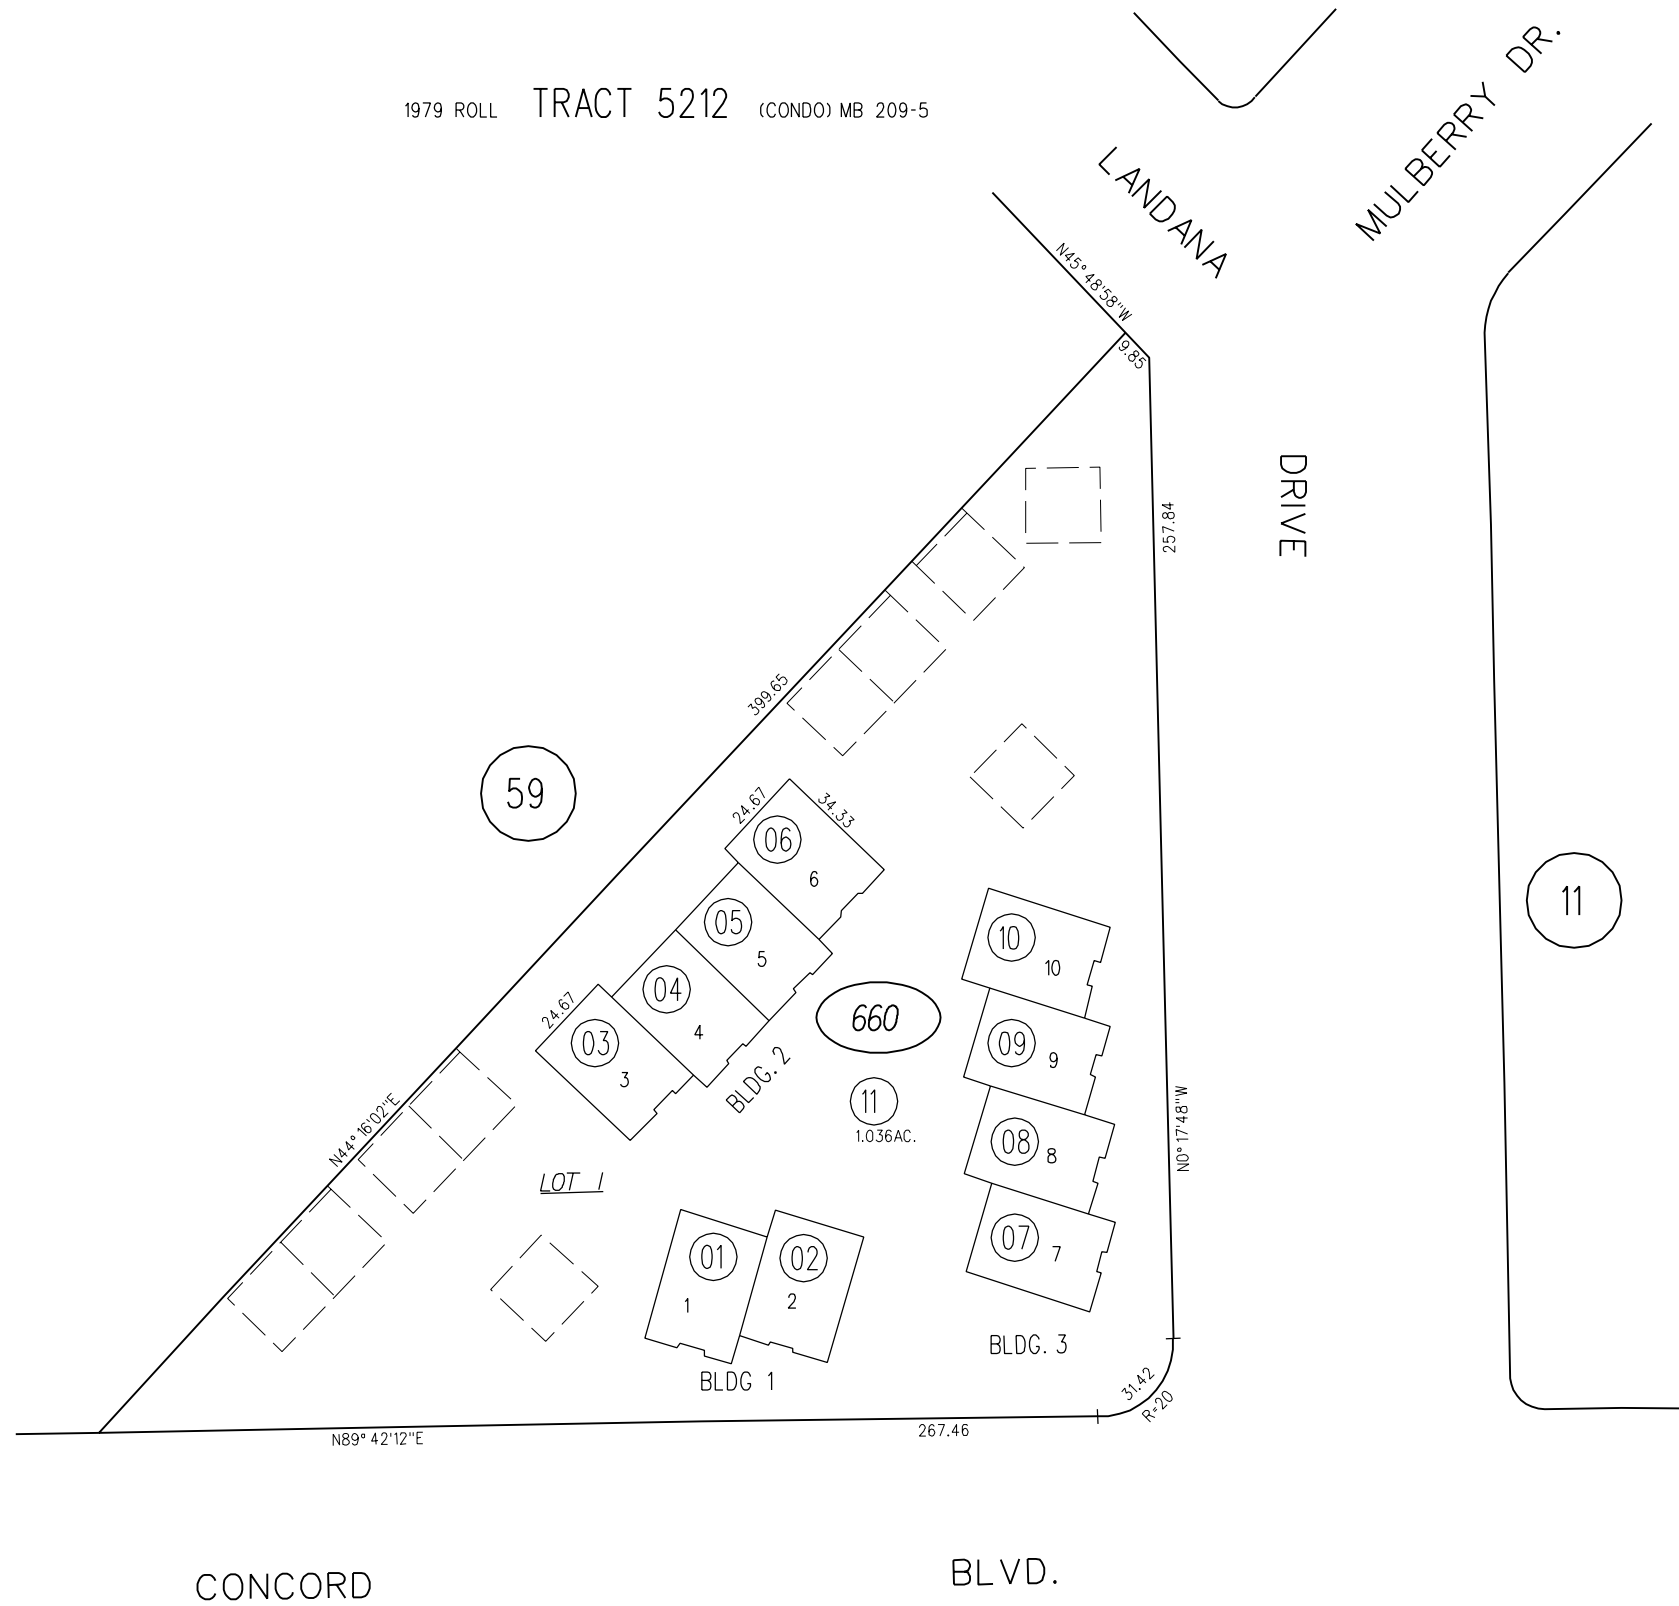 1979 ROLL TRACT 5212 (CONDO) MB 209-5
MULBERRY DR.
LANDANA
DRIVE
N45°48'58"W
9.85
257.84
399.65
59
11
24.67
34.33
06
6
05
5
04
4
24.67
03
3
BLDG. 2
660
11
1.036AC.
10
10
09
9
08
8
07
7
BLDG. 3
N0°17'48"W
N44°16'02"E
LOT 1
01
1
02
2
BLDG 1
31.42
R=20
N89°42'12"E
267.46
CONCORD BLVD.